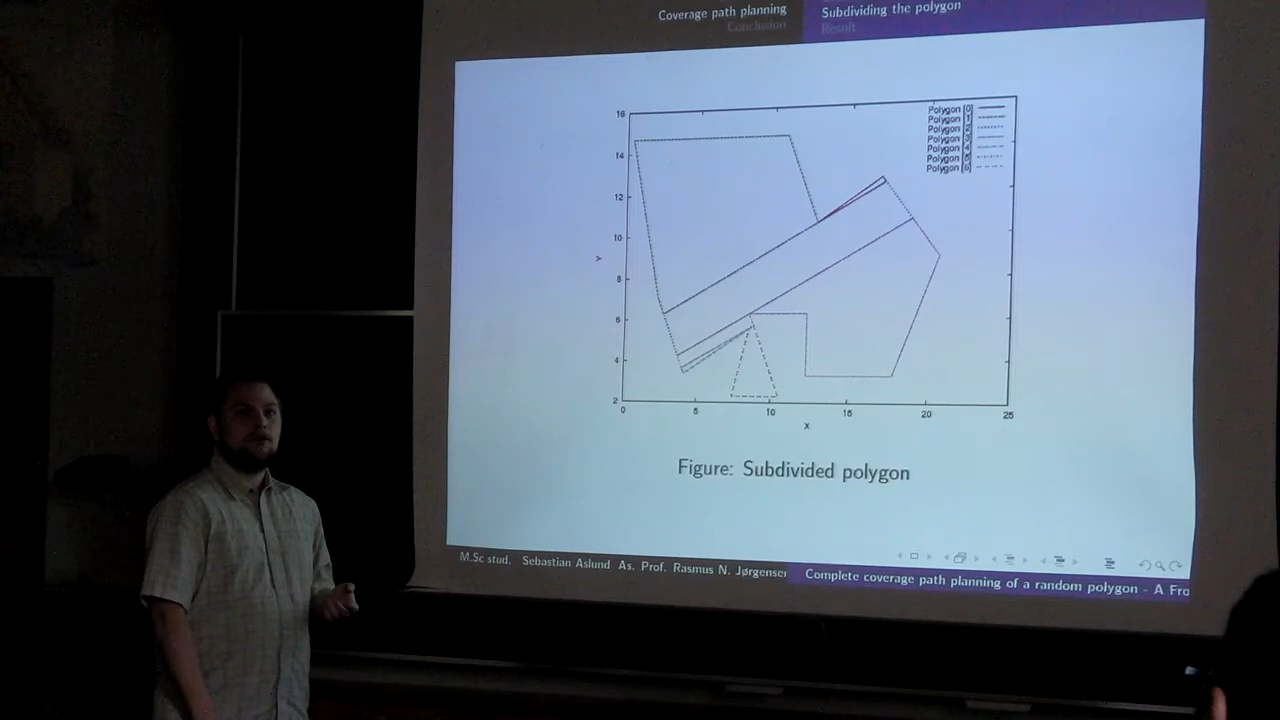 Coverage path planning
Conclusion
Subdividing the polygon
Result
16
14
12
10
8
6
4
2
0
5
10
15
20
25
Y
X
Polygon [0]
Polygon [1]
Polygon [2]
Polygon [3]
Polygon [4]
Polygon [5]
Polygon [6]
Figure: Subdivided polygon
M.Sc stud. Sebastian Aslund As. Prof. Rasmus N. Jørgensen
Complete coverage path planning of a random polygon - A Fro